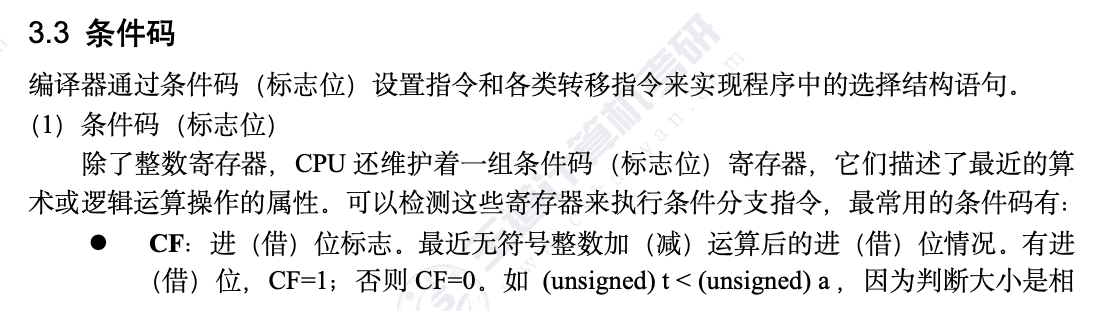 3.3 条件码
编译器通过条件码（标志位）设置指令和各类转移指令来实现程序中的选择结构语句。
(1) 条件码（标志位）
除了整数寄存器，CPU 还维护着一组条件码（标志位）寄存器，它们描述了最近的算
术或逻辑运算操作的属性。可以检测这些寄存器来执行条件分支指令，最常用的条件码有：
● CF：进（借）位标志。最近无符号整数加（减）运算后的进（借）位情况。有进
（借）位，CF=1；否则 CF=0。如 (unsigned) t < (unsigned) a，因为判断大小是相